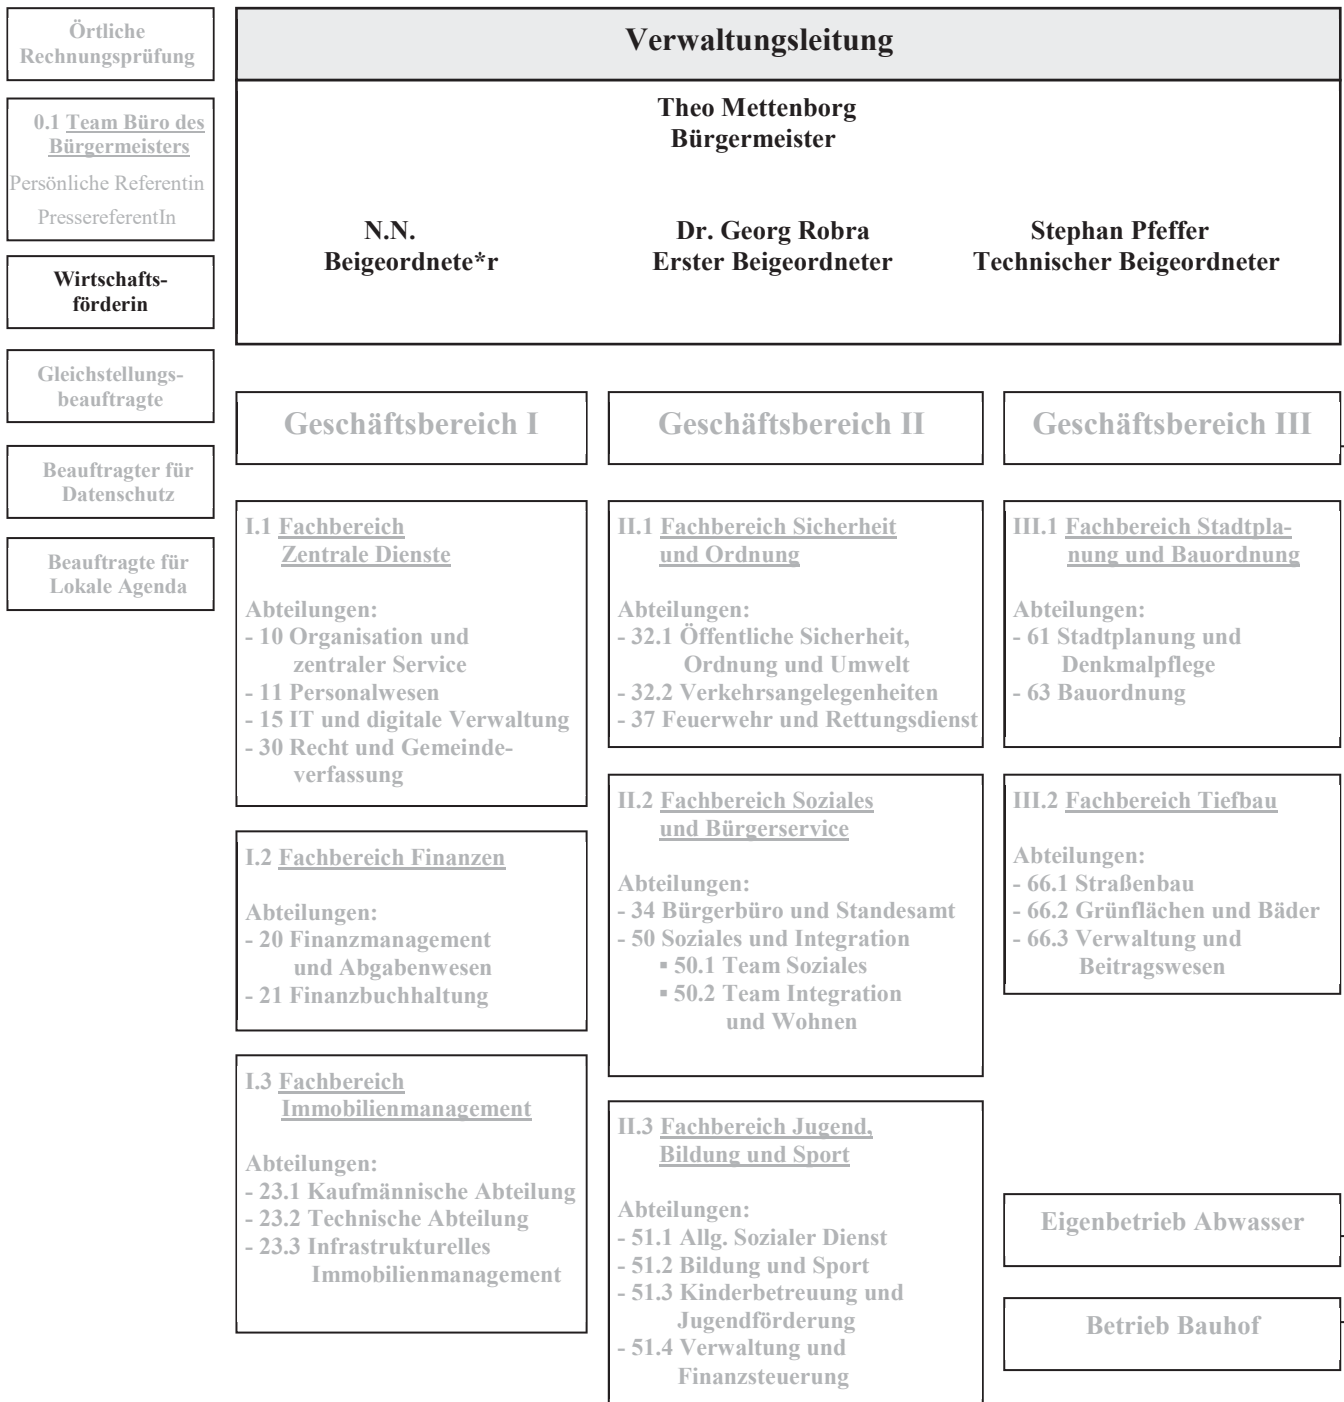 Örtliche
Rechnungsprüfung
0.1 Team Büro des
Bürgermeisters
Persönliche Referentin
PressereferentIn
Wirtschafts-
förderin
Gleichstellungs-
beauftragte
Beauftragter für
Datenschutz
Beauftragte für
Lokale Agenda
Verwaltungsleitung
Theo Mettenborg
Bürgermeister
N.N.
Beigeordnete*r
Dr. Georg Robra
Erster Beigeordneter
Stephan Pfeffer
Technischer Beigeordneter
Geschäftsbereich I
I.1 Fachbereich
Zentrale Dienste
Abteilungen:
- 10 Organisation und
zentraler Service
- 11 Personalwesen
- 15 IT und digitale Verwaltung
- 30 Recht und Gemeinde-
verfassung
I.2 Fachbereich Finanzen
Abteilungen:
- 20 Finanzmanagement
und Abgabenwesen
- 21 Finanzbuchhaltung
I.3 Fachbereich
Immobilienmanagement
Abteilungen:
- 23.1 Kaufmännische Abteilung
- 23.2 Technische Abteilung
- 23.3 Infrastrukturelles
Immobilienmanagement
Geschäftsbereich II
II.1 Fachbereich Sicherheit
und Ordnung
Abteilungen:
- 32.1 Öffentliche Sicherheit,
Ordnung und Umwelt
- 32.2 Verkehrsangelegenheiten
- 37 Feuerwehr und Rettungsdienst
II.2 Fachbereich Soziales
und Bürgerservice
Abteilungen:
- 34 Bürgerbüro und Standesamt
- 50 Soziales und Integration
▪ 50.1 Team Soziales
▪ 50.2 Team Integration
und Wohnen
II.3 Fachbereich Jugend,
Bildung und Sport
Abteilungen:
- 51.1 Allg. Sozialer Dienst
- 51.2 Bildung und Sport
- 51.3 Kinderbetreuung und
Jugendförderung
- 51.4 Verwaltung und
Finanzsteuerung
Geschäftsbereich III
III.1 Fachbereich Stadtpla-
nung und Bauordnung
Abteilungen:
- 61 Stadtplanung und
Denkmalpflege
- 63 Bauordnung
III.2 Fachbereich Tiefbau
Abteilungen:
- 66.1 Straßenbau
- 66.2 Grünflächen und Bäder
- 66.3 Verwaltung und
Beitragswesen
Eigenbetrieb Abwasser
Betrieb Bauhof